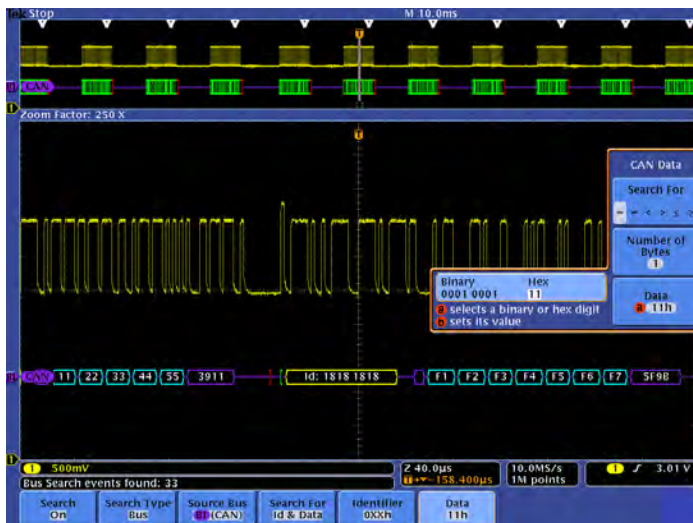 Tek Stop
M 10.0ms
T
B1 CAN
1
Zoom Factor: 250 X
T
CAN Data
Search For
= ≠ < > ≤ ≥
Number of
Bytes
1
Data
a 11h
Binary Hex
0001 0001 11
a selects a binary or hex digit
b sets its value
B1 CAN 11 22 33 44 55 3911 Id: 1818 1818 F1 F2 F3 F4 F5 F6 F7 5F9B
1
1 500mV
Z 40.0µs
T→▼-158.400µs
10.0MS/s
1M points
1 ∫ 3.01 V
Bus Search events found: 33
Search
On
Search Type
Bus
Source Bus
B1 (CAN)
Search For
Id & Data
Identifier
0XXh
Data
11h